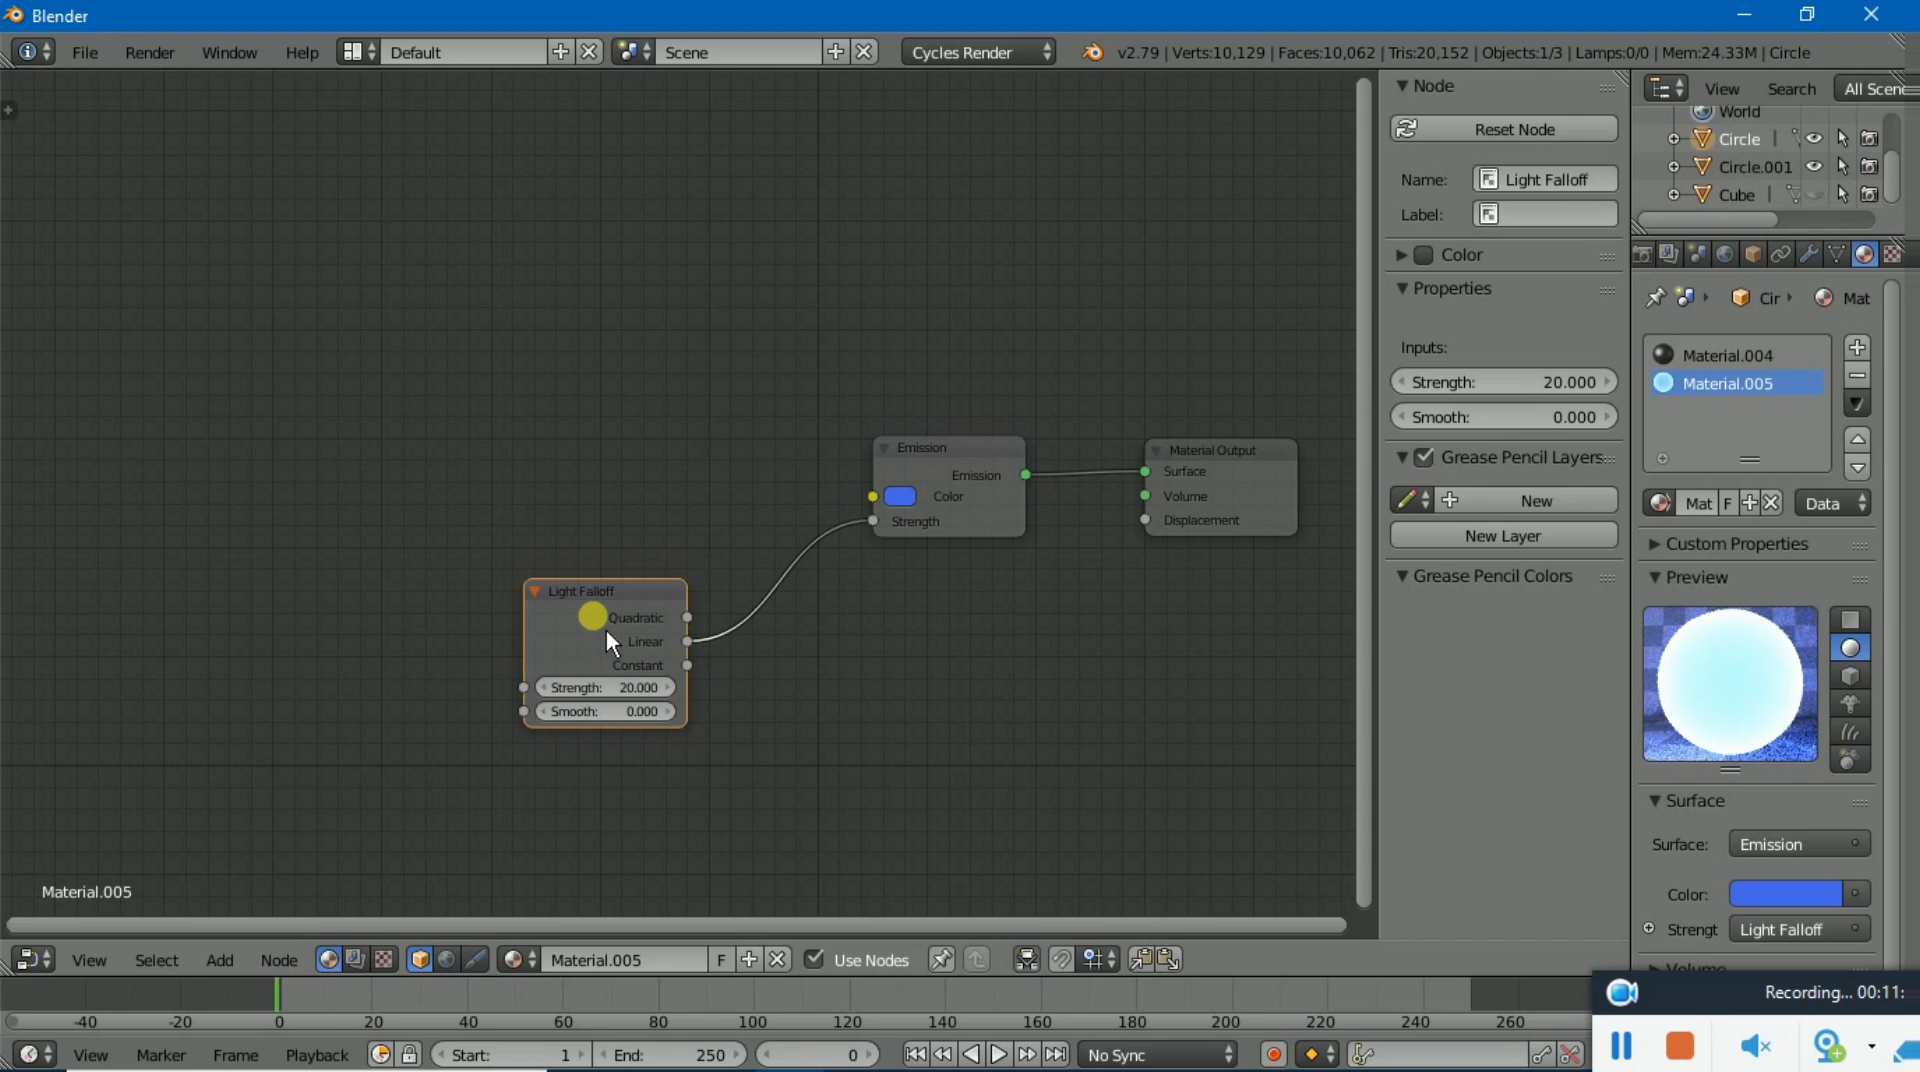 Blender
File Render Window Help Default Scene Cycles Render v2.79 | Verts:10,129 | Faces:10,062 | Tris:20,152 | Objects:1/3 | Lamps:0/0 | Mem:24.33M | Circle
Node
Reset Node
Name: Light Falloff
Label:
Color
Properties
Inputs:
Strength: 20.000
Smooth: 0.000
Grease Pencil Layers
New
New Layer
Grease Pencil Colors
View Search All Scen
World
Circle
Circle.001
Cube
Cir Mat
Material.004
Material.005
Mat F Data
Custom Properties
Preview
Surface
Surface: Emission
Color:
Strengt Light Falloff
Volume
Emission
Emission
Color
Strength
Material Output
Surface
Volume
Displacement
Light Falloff
Quadratic
Linear
Constant
Strength: 20.000
Smooth: 0.000
Material.005
View Select Add Node Material.005 F Use Nodes
-40 -20 0 20 40 60 80 100 120 140 160 180 200 220 240 260
View Marker Frame Playback Start: 1 End: 250 0 No Sync
Recording... 00:11: